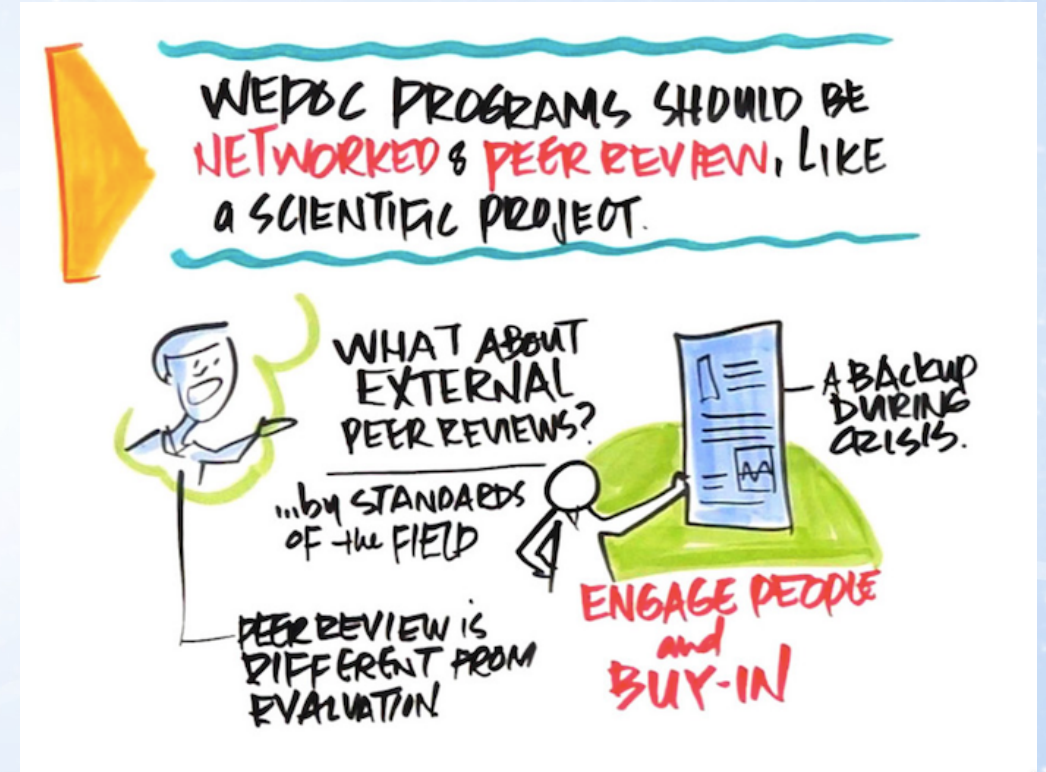 WEDOC PROGRAMS SHOULD BE
NETWORKED & PEER REVIEW, LIKE
a SCIENTIFIC PROJECT.
WHAT ABOUT
EXTERNAL
PEER REVIEWS?
...by STANDARDS
OF the FIELD
PEER REVIEW is
DIFFERENT FROM
EVALUATION
A BACKUP
DURING
CRISIS.
ENGAGE PEOPLE
and
BUY-IN